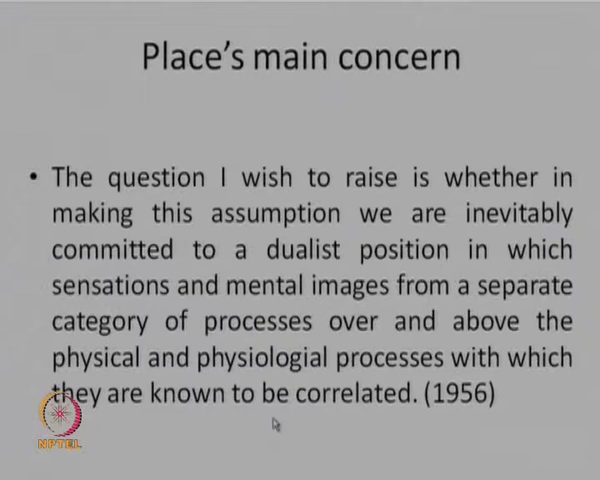 Place's main concern
• The question I wish to raise is whether in
making this assumption we are inevitably
committed to a dualist position in which
sensations and mental images from a separate
category of processes over and above the
physical and physiologial processes with which
they are known to be correlated. (1956)
NPTEL